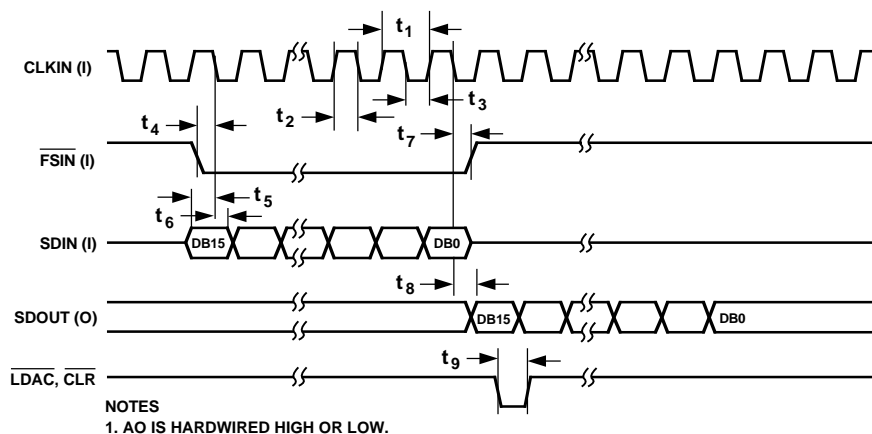 t1
CLKIN (I)
t2
t3
t4
t7
FSIN (I)
t5
t6
SDIN (I)
DB15
DB0
t8
SDOUT (O)
DB15
DB0
t9
LDAC, CLR
NOTES
1. AO IS HARDWIRED HIGH OR LOW.